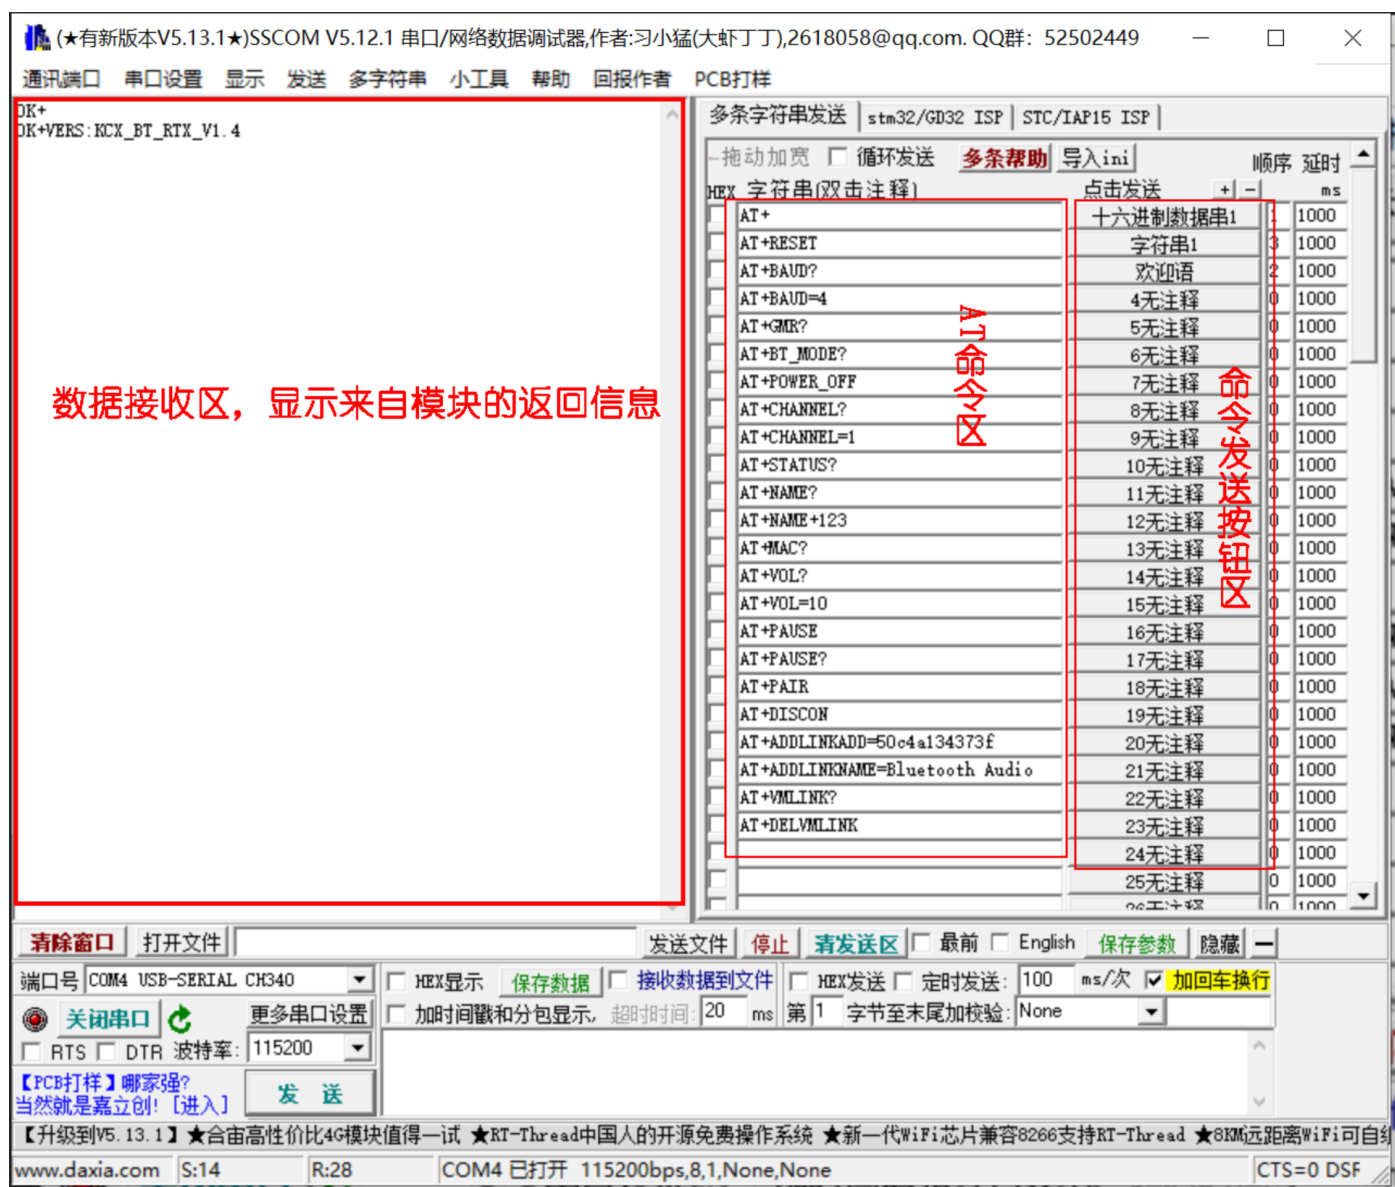 (★有新版本V5.13.1★)SSCOM V5.12.1 串口/网络数据调试器,作者:习小猛(大虾丁丁),2618058@qq.com. QQ群: 52502449
通讯端口 串口设置 显示 发送 多字符串 小工具 帮助 回报作者 PCB打样
OK+
OK+VERS:KCX_BT_RTX_V1.4
数据接收区，显示来自模块的返回信息
多条字符串发送 stm32/GD32 ISP STC/IAP15 ISP
拖动加宽 循环发送 多条帮助 导入ini 顺序 延时
HEX 字符串(双击注释) 点击发送 + − ms
AT+ 十六进制数据串1 1 1000
AT+RESET 字符串1 3 1000
AT+BAUD? 欢迎语 2 1000
AT+BAUD=4 4无注释 0 1000
AT+GMR? 5无注释 0 1000
AT+BT_MODE? 6无注释 0 1000
AT+POWER_OFF 7无注释 0 1000
AT+CHANNEL? 8无注释 0 1000
AT+CHANNEL=1 9无注释 0 1000
AT+STATUS? 10无注释 0 1000
AT+NAME? 11无注释 0 1000
AT+NAME+123 12无注释 0 1000
AT+MAC? 13无注释 0 1000
AT+VOL? 14无注释 0 1000
AT+VOL=10 15无注释 0 1000
AT+PAUSE 16无注释 0 1000
AT+PAUSE? 17无注释 0 1000
AT+PAIR 18无注释 0 1000
AT+DISCON 19无注释 0 1000
AT+ADDLINKADD=50c4a134373f 20无注释 0 1000
AT+ADDLINKNAME=Bluetooth Audio 21无注释 0 1000
AT+VMLINK? 22无注释 0 1000
AT+DELVMLINK 23无注释 0 1000
24无注释 0 1000
25无注释 0 1000
26无注释 0 1000
AT命令区
命令发送按钮区
清除窗口 打开文件 发送文件 停止 清发送区 最前 English 保存参数 隐藏
端口号 COM4 USB-SERIAL CH340 HEX显示 保存数据 接收数据到文件 HEX发送 定时发送: 100 ms/次 加回车换行
关闭串口 更多串口设置 加时间戳和分包显示, 超时时间: 20 ms 第 1 字节至末尾加校验: None
RTS DTR 波特率: 115200
【PCB打样】哪家强?
当然就是嘉立创! [进入]
发 送
【升级到V5.13.1】★合宙高性价比4G模块值得一试 ★RT-Thread中国人的开源免费操作系统 ★新一代WiFi芯片兼容8266支持RT-Thread ★8KM远距离WiFi可自
www.daxia.com S:14 R:28 COM4 已打开 115200bps,8,1,None,None CTS=0 DSF